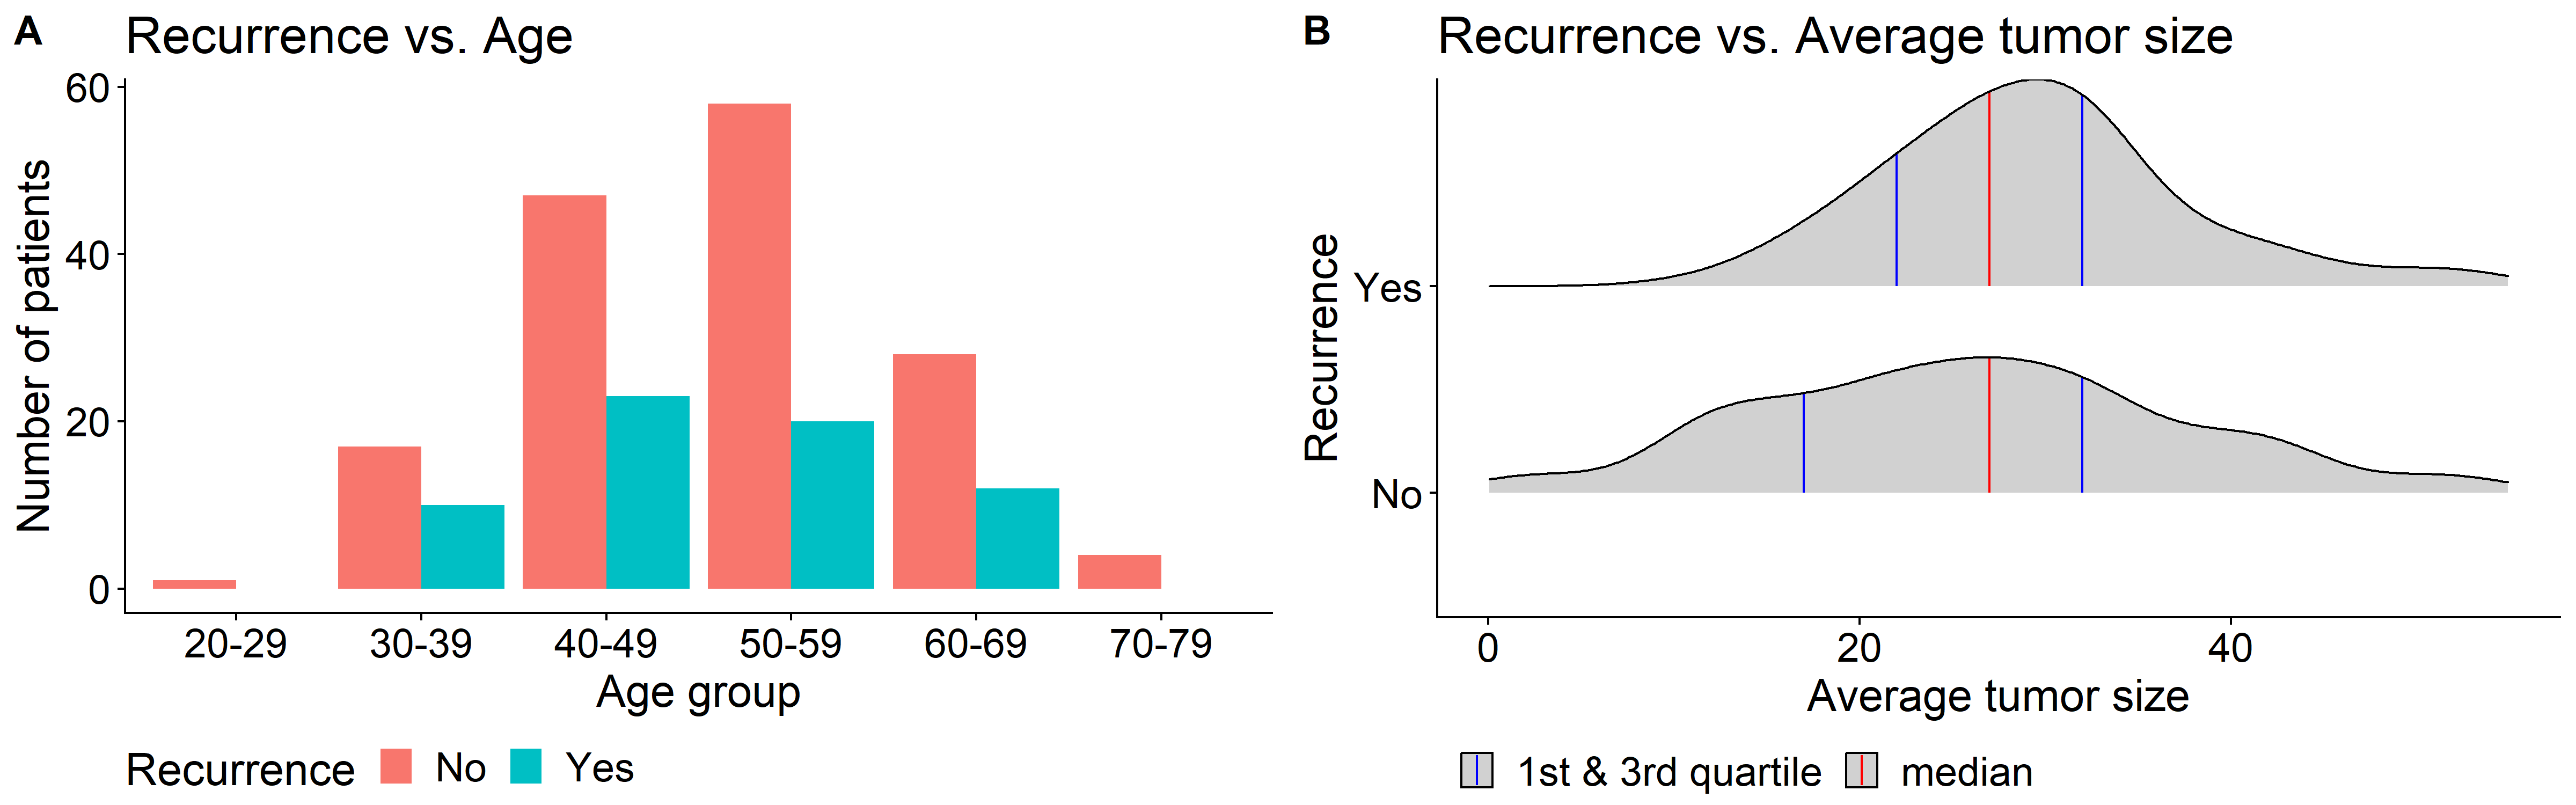 A
Recurrence vs. Age
Number of patients
60
40
20
0
20-29 30-39 40-49 50-59 60-69 70-79
Age group
Recurrence No Yes
B
Recurrence vs. Average tumor size
Recurrence
Yes
No
0 20 40
Average tumor size
1st & 3rd quartile median